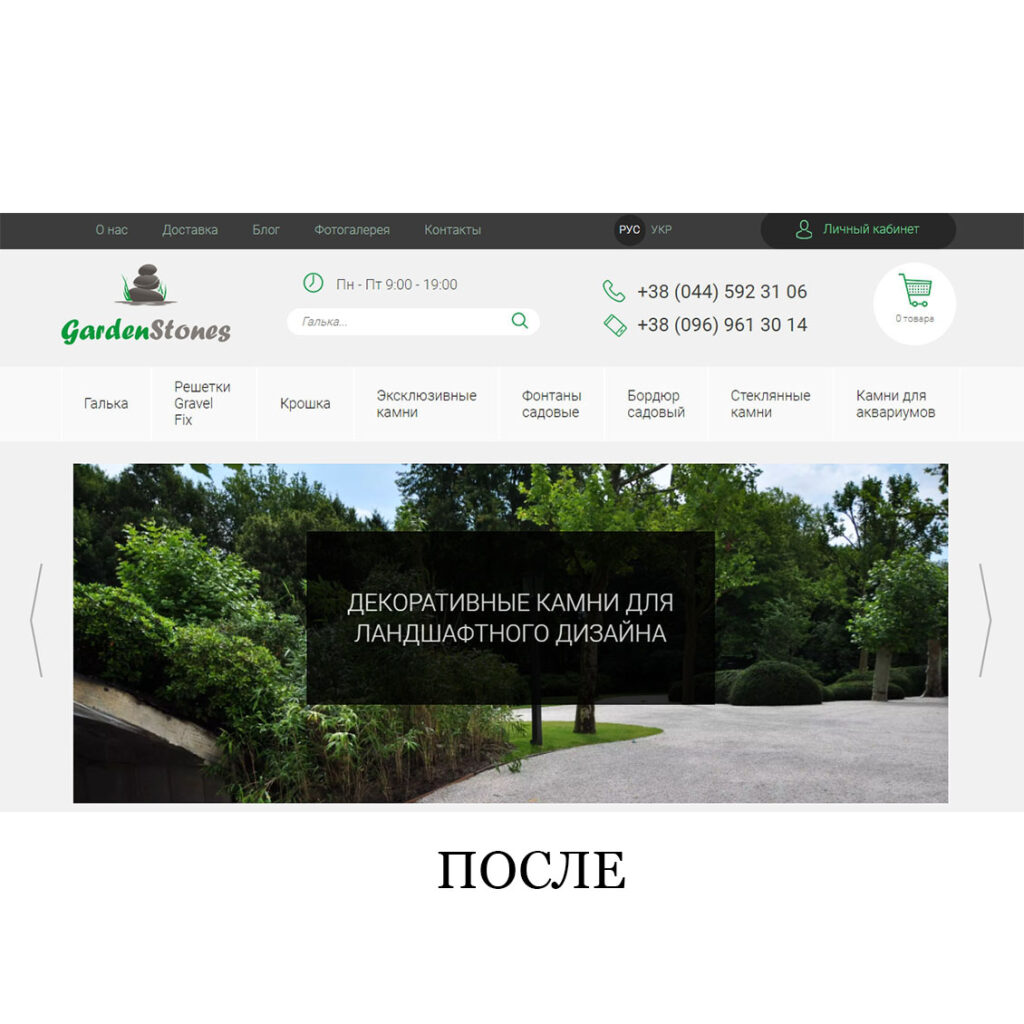 О нас Доставка Блог Фотогалерея Контакты РУС УКР Личный кабинет
Пн - Пт 9:00 - 19:00
+38 (044) 592 31 06
GardenStones
Галька...
+38 (096) 961 30 14
0 товара
Галька
Решетки
Gravel
Fix
Крошка
Эксклюзивные
камни
Фонтаны
садовые
Бордюр
садовый
Стеклянные
камни
Камни для
аквариумов
ДЕКОРАТИВНЫЕ КАМНИ ДЛЯ
ЛАНДШАФТНОГО ДИЗАЙНА
ПОСЛЕ